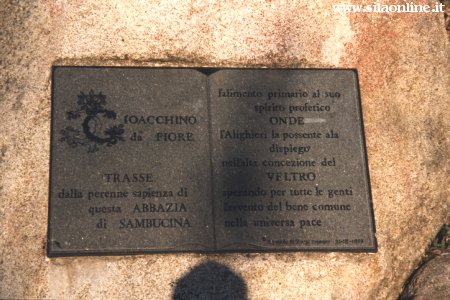 www.silaonline.it
GIOACCHINO
da FIORE
TRASSE
dalla perenne sapienza di
questa ABBAZIA
di SAMBUCINA
l'alimento primario al suo
spirito profetico
ONDE
l'Alighieri la possente ala
dispiegò
nell'alta concezione del
VELTRO
sperando per tutte le genti
l'avvento del bene comune
nella universa pace